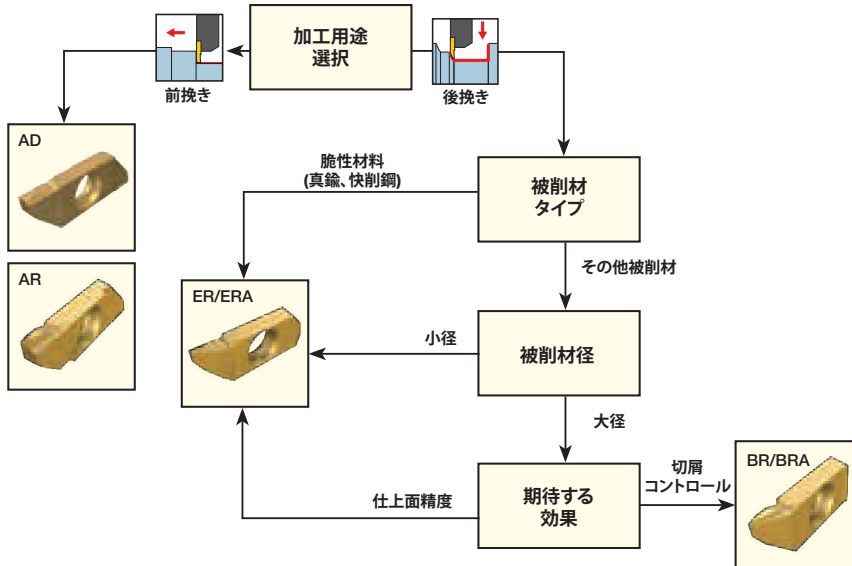 加工用途
選択
前挽き
後挽き
AD
脆性材料
(真鍮、快削鋼)
被削材
タイプ
その他被削材
AR
ER/ERA
小径
被削材径
大径
BR/BRA
切屑
コントロール
仕上面精度
期待する
効果